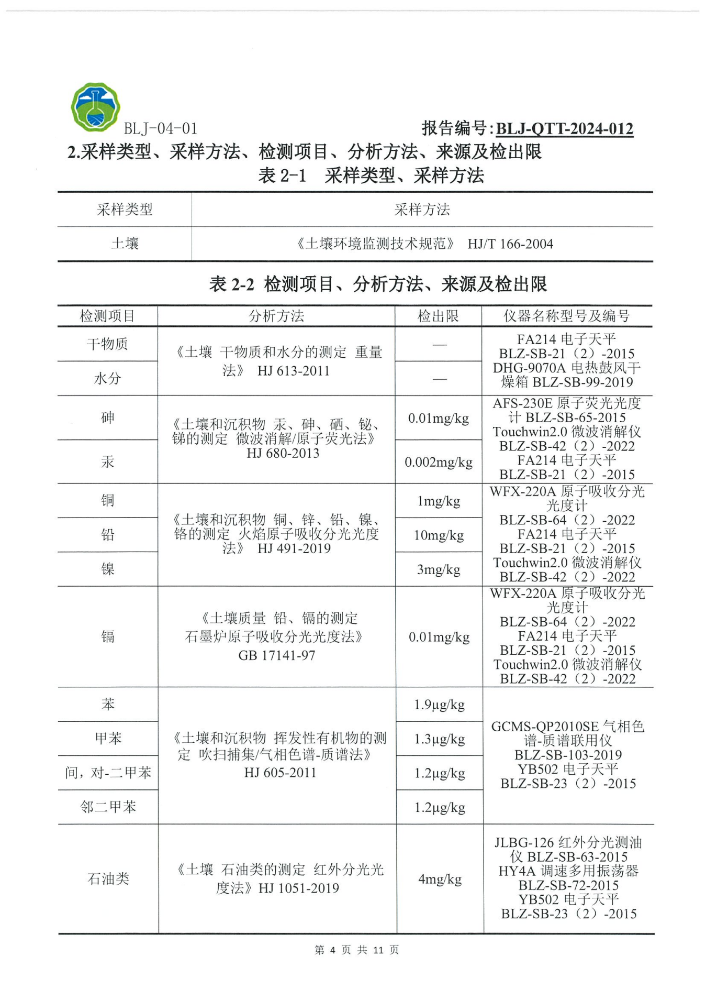 BLJ-04-01
报告编号:BLJ-QTT-2024-012
2.采样类型、采样方法、检测项目、分析方法、来源及检出限
表 2-1 采样类型、采样方法
采样类型 采样方法
土壤 《土壤环境监测技术规范》 HJ/T 166-2004
表 2-2 检测项目、分析方法、来源及检出限
检测项目 分析方法 检出限 仪器名称型号及编号
干物质
水分
《土壤 干物质和水分的测定 重量
法》 HJ 613-2011
—
—
FA214 电子天平
BLZ-SB-21（2）-2015
DHG-9070A 电热鼓风干
燥箱 BLZ-SB-99-2019
砷
汞
《土壤和沉积物 汞、砷、硒、铋、
锑的测定 微波消解/原子荧光法》
HJ 680-2013
0.01mg/kg
0.002mg/kg
AFS-230E 原子荧光光度
计 BLZ-SB-65-2015
Touchwin2.0 微波消解仪
BLZ-SB-42（2）-2022
FA214 电子天平
BLZ-SB-21（2）-2015
铜
铅
镍
《土壤和沉积物 铜、锌、铅、镍、
铬的测定 火焰原子吸收分光光度
法》 HJ 491-2019
1mg/kg
10mg/kg
3mg/kg
WFX-220A 原子吸收分光
光度计
BLZ-SB-64（2）-2022
FA214 电子天平
BLZ-SB-21（2）-2015
Touchwin2.0 微波消解仪
BLZ-SB-42（2）-2022
镉
《土壤质量 铅、镉的测定
石墨炉原子吸收分光光度法》
GB 17141-97
0.01mg/kg
WFX-220A 原子吸收分光
光度计
BLZ-SB-64（2）-2022
FA214 电子天平
BLZ-SB-21（2）-2015
Touchwin2.0 微波消解仪
BLZ-SB-42（2）-2022
苯
甲苯
间，对-二甲苯
邻二甲苯
《土壤和沉积物 挥发性有机物的测
定 吹扫捕集/气相色谱-质谱法》
HJ 605-2011
1.9μg/kg
1.3μg/kg
1.2μg/kg
1.2μg/kg
GCMS-QP2010SE 气相色
谱-质谱联用仪
BLZ-SB-103-2019
YB502 电子天平
BLZ-SB-23（2）-2015
石油类
《土壤 石油类的测定 红外分光光
度法》HJ 1051-2019
4mg/kg
JLBG-126 红外分光测油
仪 BLZ-SB-63-2015
HY4A 调速多用振荡器
BLZ-SB-72-2015
YB502 电子天平
BLZ-SB-23（2）-2015
第 4 页 共 11 页